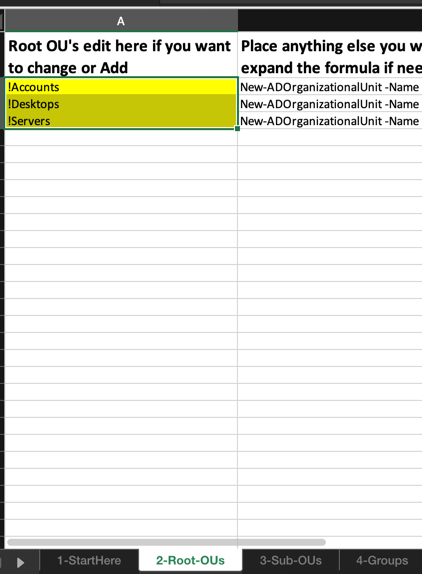 A
Root OU's edit here if you want
to change or Add
Place anything else you w
expand the formula if nee
!Accounts
New-ADOrganizationalUnit -Name
!Desktops
New-ADOrganizationalUnit -Name
!Servers
New-ADOrganizationalUnit -Name
1-StartHere
2-Root-OUs
3-Sub-OUs
4-Groups